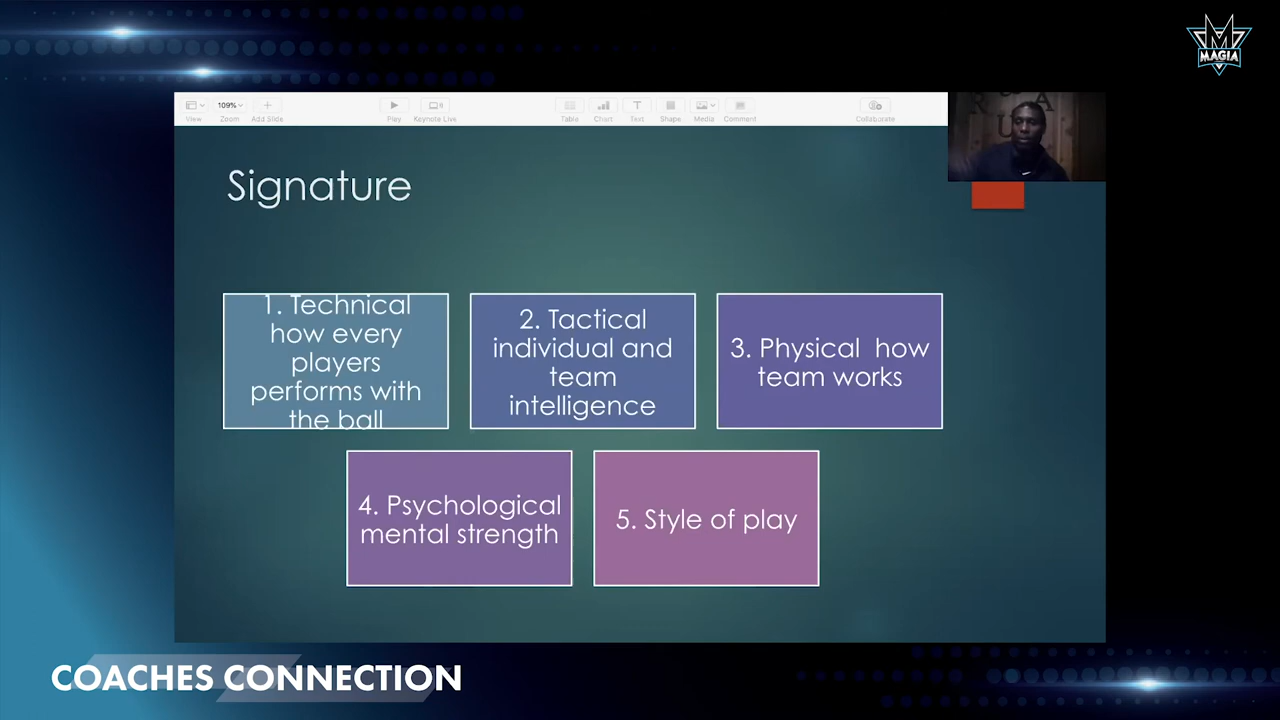 MAGIA
109%
View
Zoom
Add Slide
Play
Keynote Live
Table
Chart
Text
Shape
Media
Comment
Collaborate
Signature
1. Technical
how every
players
performs with
the ball
2. Tactical
individual and
team
intelligence
3. Physical how
team works
4. Psychological
mental strength
5. Style of play
COACHES CONNECTION